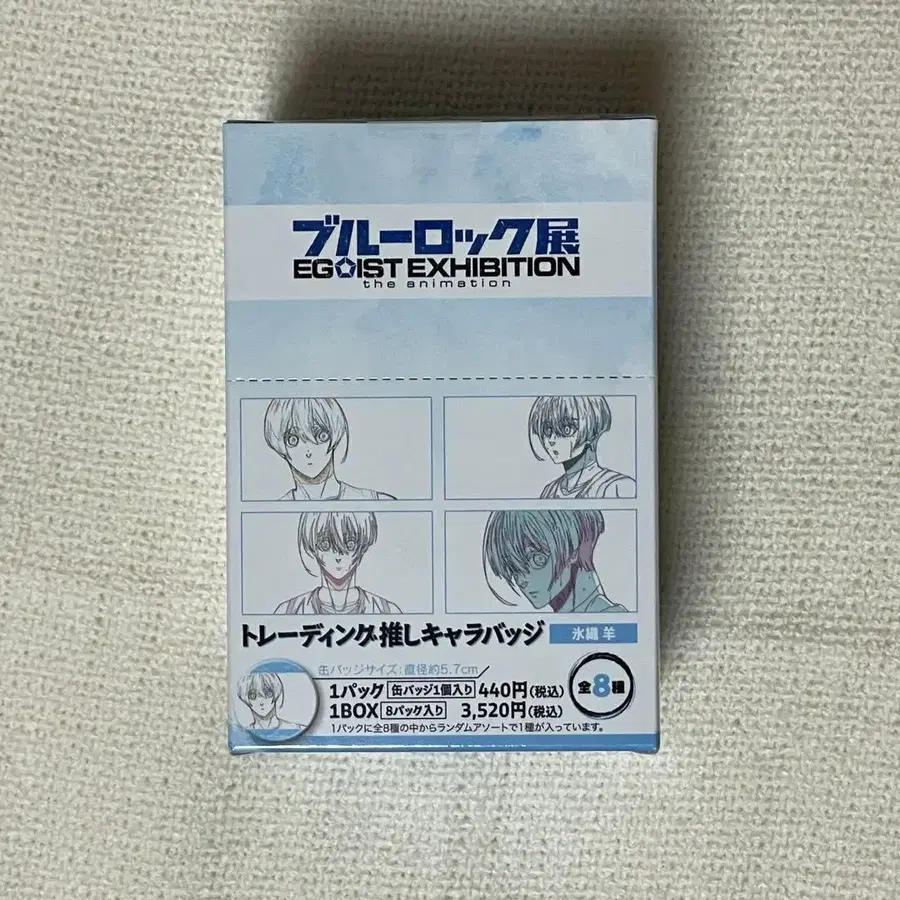 ブルーロック展
EGOIST EXHIBITION
the animation
トレーディング推しキャラバッジ 氷織 羊
缶バッジサイズ:直径約5.7cm
1パック 缶バッジ1個入り 440円(税込)
1BOX 8パック入り 3,520円(税込)
全8種
1パックに全8種の中からランダムアソートで1種が入っています。